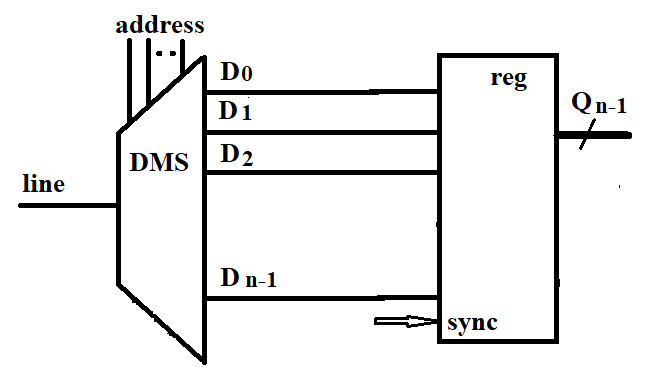 address
D0
reg
D1
Qn-1
D2
DMS
line
Dn-1
sync